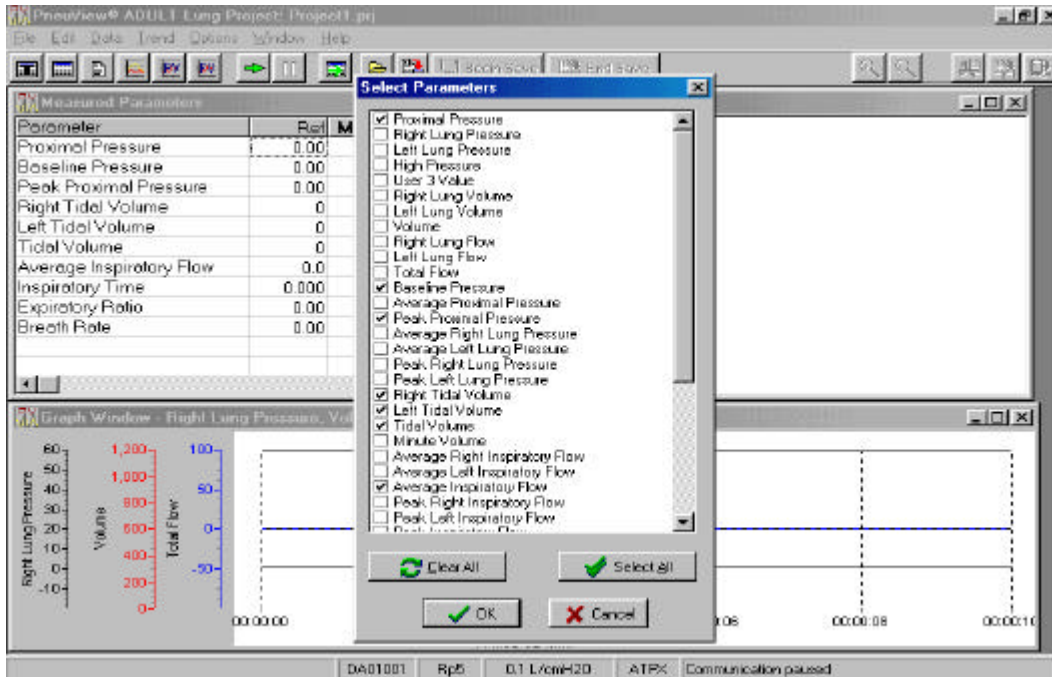 PneuView® ADULT Lung Project: Project1.prj
File Edit Data Trend Options Window Help
Begin Save End Save
Measured Parameters
Parameter Ref M
Proximal Pressure 0.00
Baseline Pressure 0.00
Peak Proximal Pressure 0.00
Right Tidal Volume 0
Left Tidal Volume 0
Tidal Volume 0
Average Inspiratory Flow 0.0
Inspiratory Time 0.000
Expiratory Ratio 0.00
Breath Rate 0.00
Select Parameters
Proximal Pressure
Right Lung Pressure
Left Lung Pressure
High Pressure
User 3 Value
Right Lung Volume
Left Lung Volume
Volume
Right Lung Flow
Left Lung Flow
Total Flow
Baseline Pressure
Average Proximal Pressure
Peak Proximal Pressure
Average Right Lung Pressure
Average Left Lung Pressure
Peak Right Lung Pressure
Peak Left Lung Pressure
Right Tidal Volume
Left Tidal Volume
Tidal Volume
Minute Volume
Average Right Inspiratory Flow
Average Left Inspiratory Flow
Average Inspiratory Flow
Peak Right Inspiratory Flow
Peak Left Inspiratory Flow
Peak Inspiratory Flow
Clear All Select All
OK Cancel
Graph Window - Right Lung Pressure, Vol
Right Lung Pressure
60
50
40
30
20
10
0
-10
Volume
1,200
1,000
800
600
400
200
0
Total Flow
100
50
0
-50
00:00:00 :06 00:00:08 00:00:10
DA01001 Rp5 0.1 L/cmH20 ATPX Communication paused